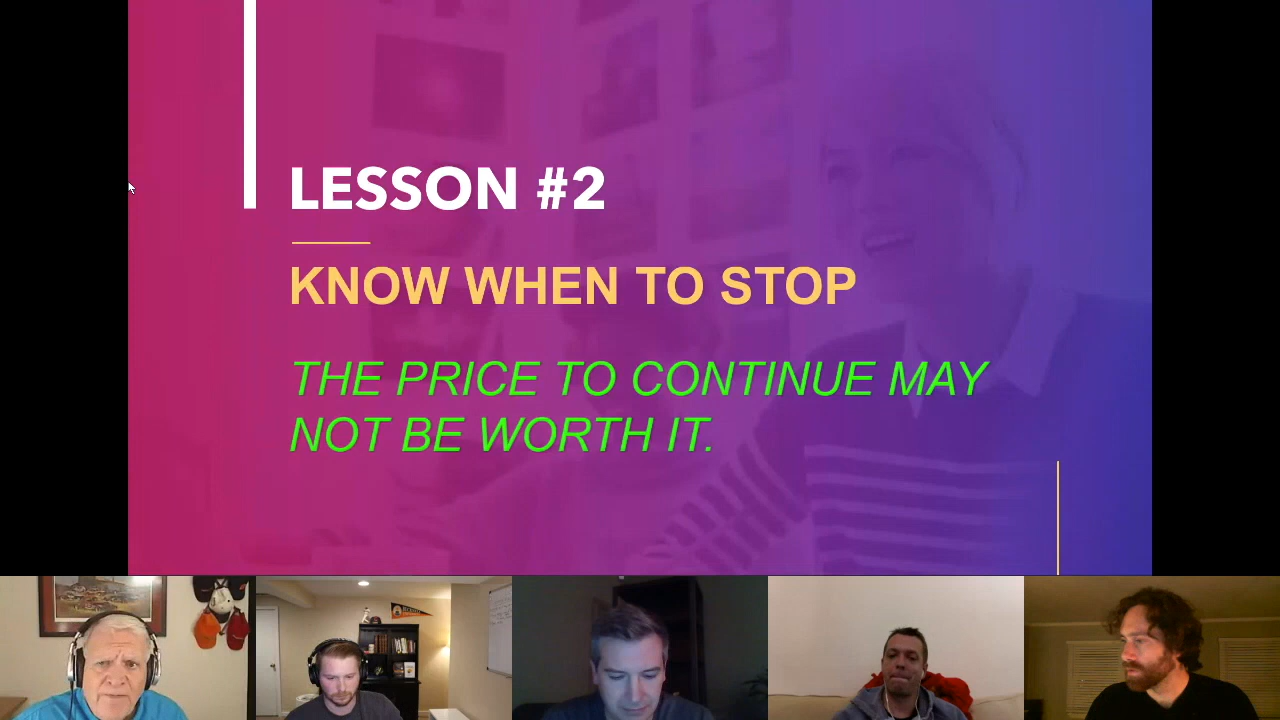 LESSON #2
KNOW WHEN TO STOP
THE PRICE TO CONTINUE MAY
NOT BE WORTH IT.